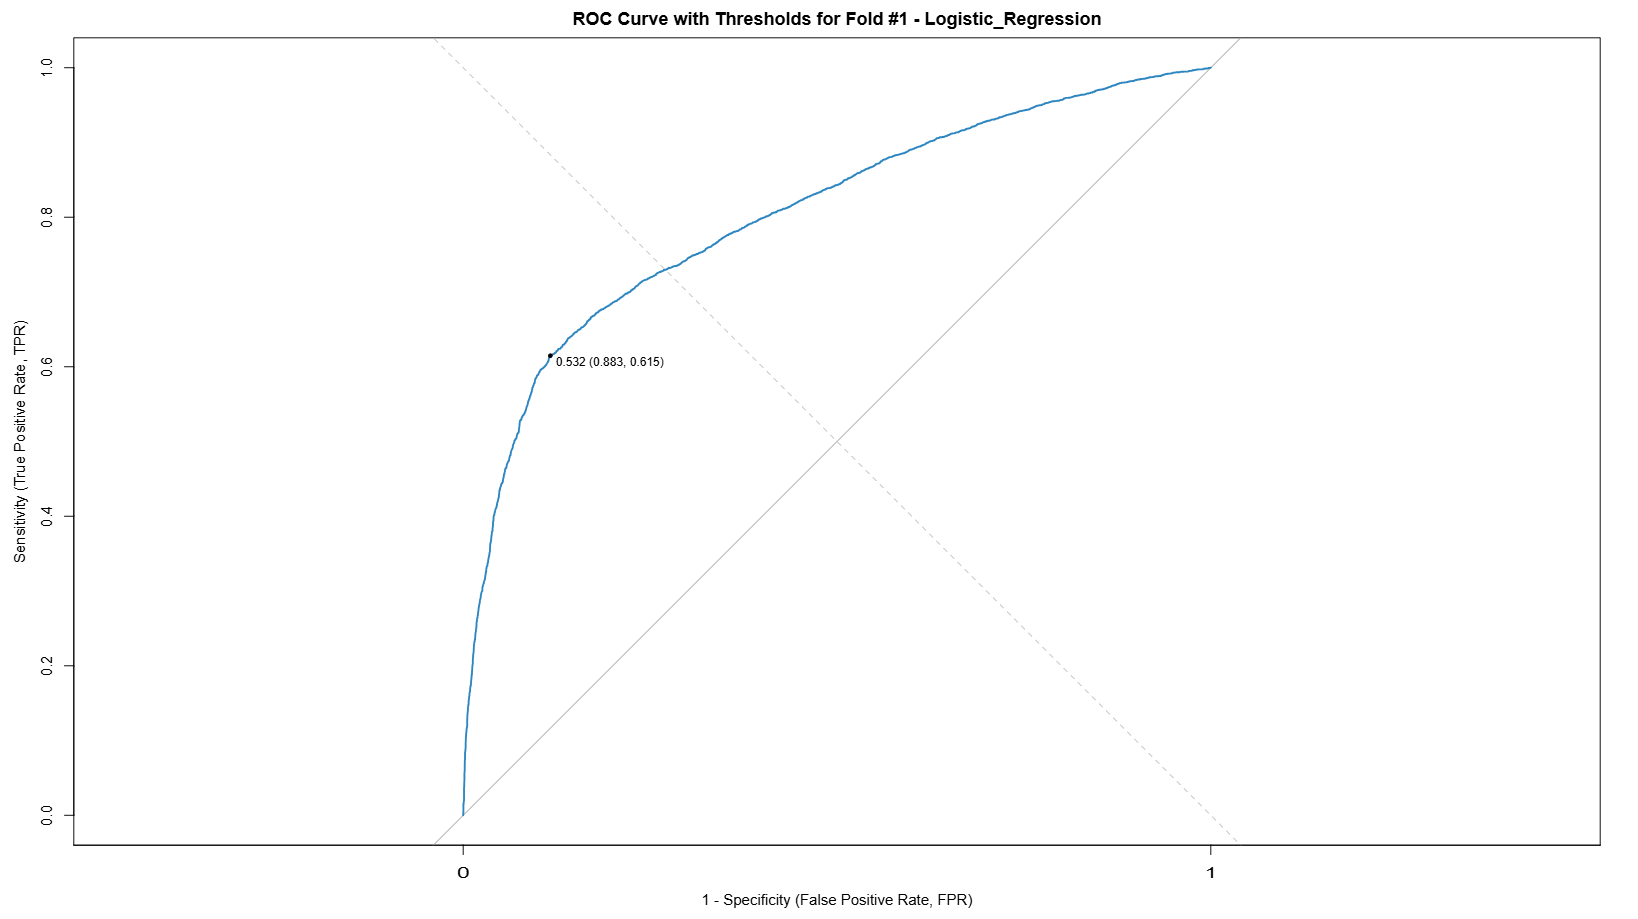 ROC Curve with Thresholds for Fold #1 - Logistic_Regression
Sensitivity (True Positive Rate, TPR)
1.0
0.8
0.6
0.4
0.2
0.0
0.532 (0.883, 0.615)
0
1
1 - Specificity (False Positive Rate, FPR)